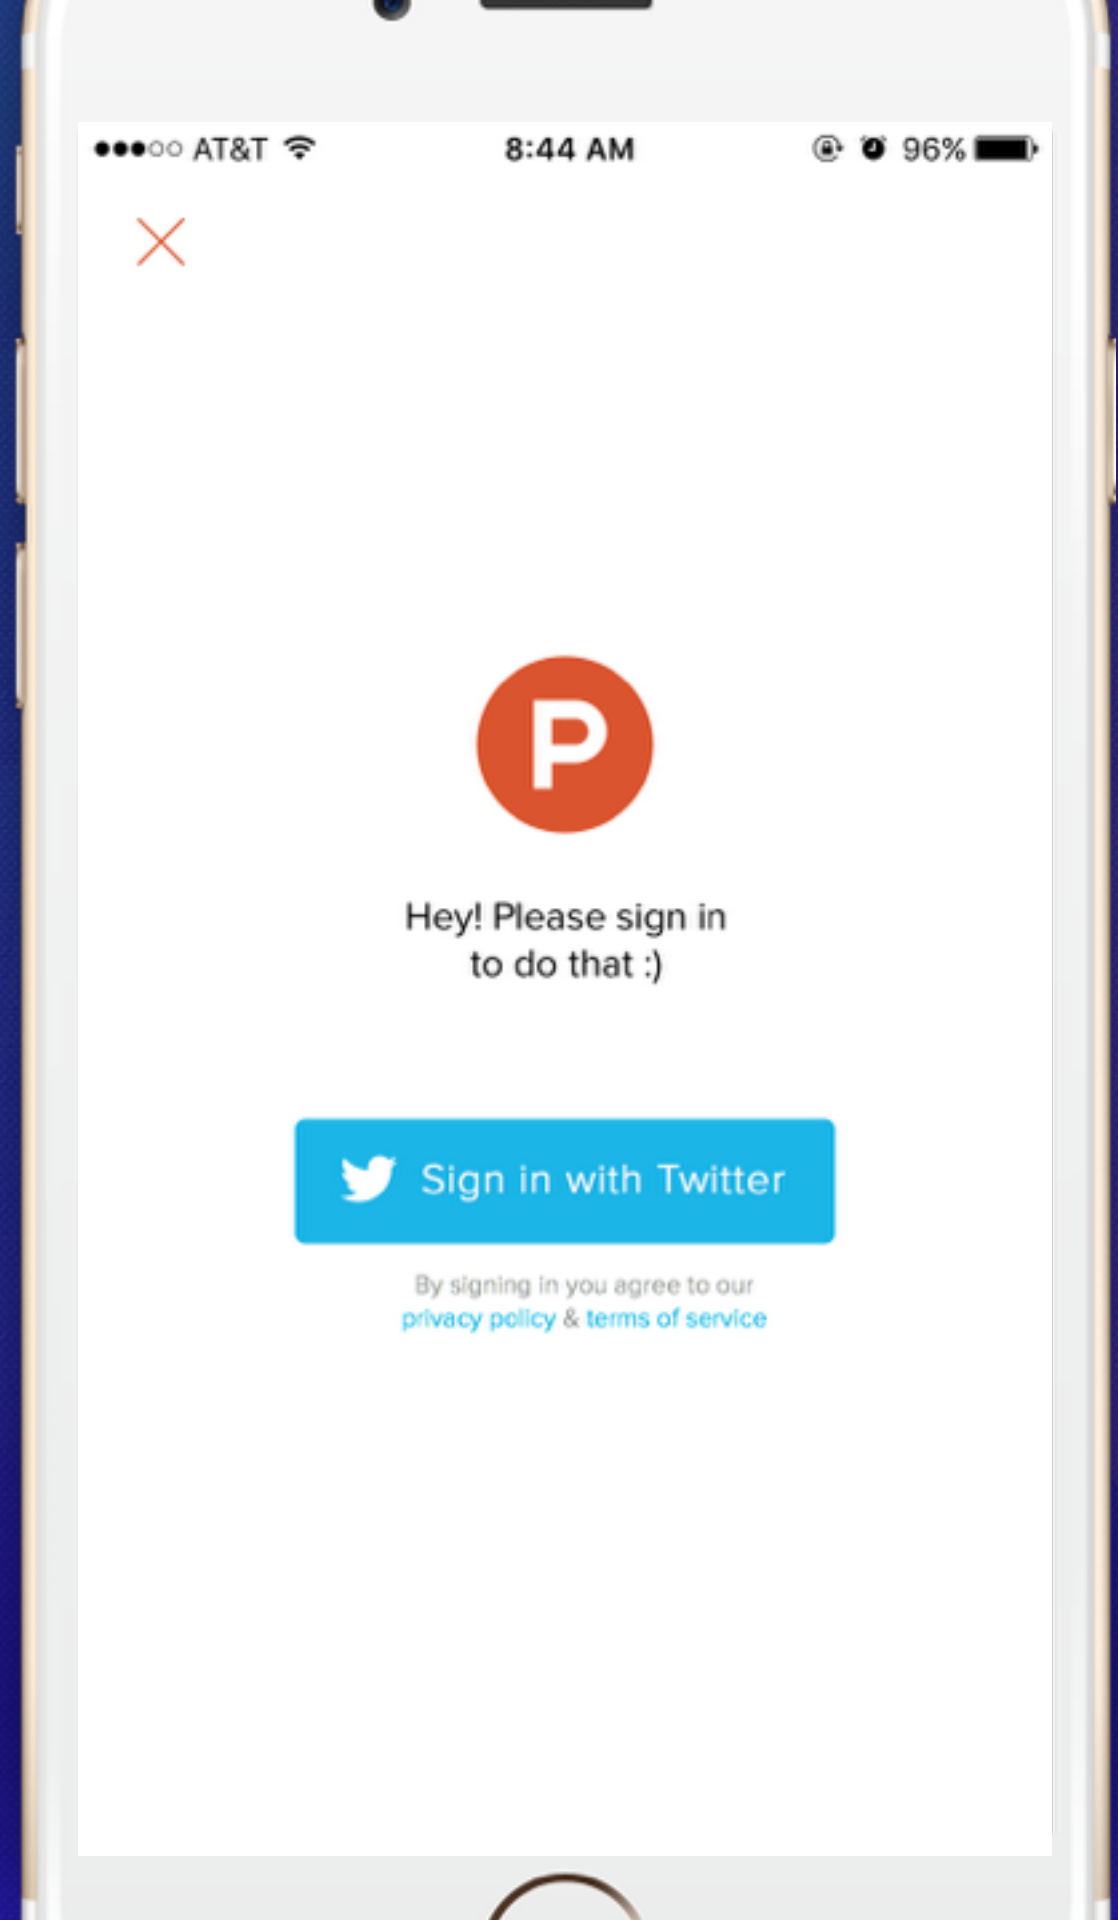 AT&T 8:44 AM 96%
P
Hey! Please sign in
to do that :)
Sign in with Twitter
By signing in you agree to our
privacy policy & terms of service